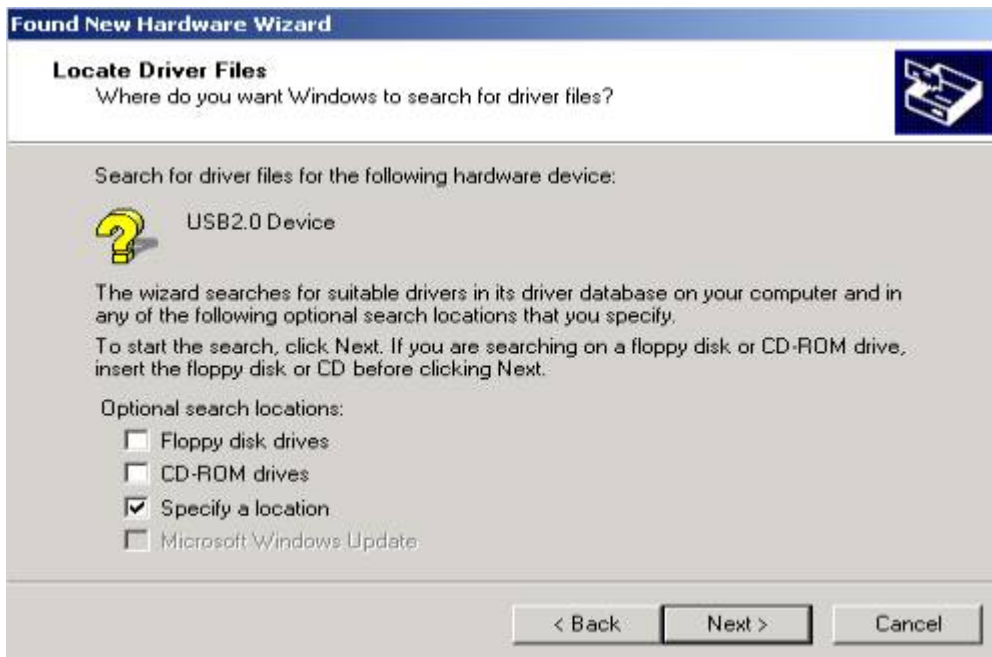 Found New Hardware Wizard
Locate Driver Files
Where do you want Windows to search for driver files?
Search for driver files for the following hardware device:
USB2.0 Device
The wizard searches for suitable drivers in its driver database on your computer and in
any of the following optional search locations that you specify.
To start the search, click Next. If you are searching on a floppy disk or CD-ROM drive,
insert the floppy disk or CD before clicking Next.
Optional search locations:
Floppy disk drives
CD-ROM drives
Specify a location
Microsoft Windows Update
< Back Next > Cancel